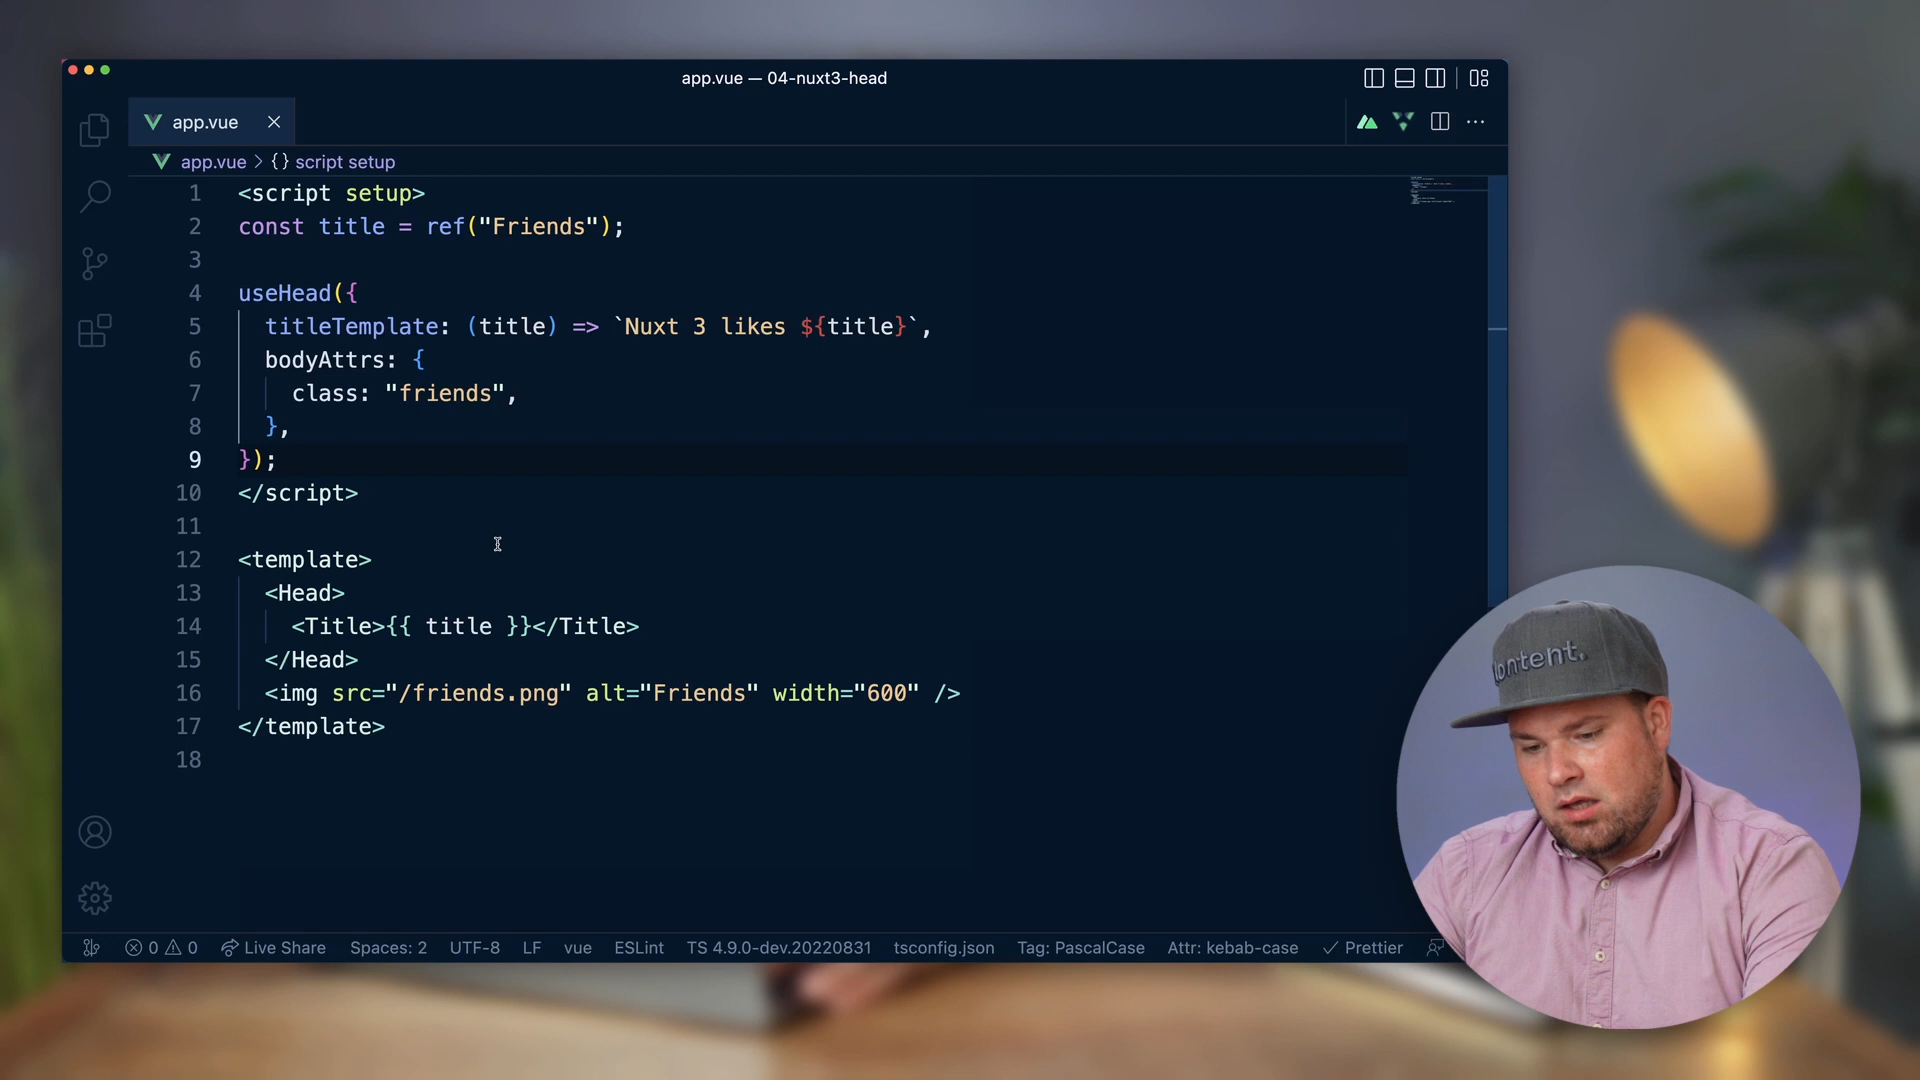 app.vue — 04-nuxt3-head
app.vue
app.vue > {} script setup
1 <script setup>
2 const title = ref("Friends");
3
4 useHead({
5 titleTemplate: (title) => `Nuxt 3 likes ${title}`,
6 bodyAttrs: {
7 class: "friends",
8 },
9 });
10 </script>
11
12 <template>
13 <Head>
14 <Title>{{ title }}</Title>
15 </Head>
16 <img src="/friends.png" alt="Friends" width="600" />
17 </template>
18
ontent.
0 0 Live Share Spaces: 2 UTF-8 LF vue ESLint TS 4.9.0-dev.20220831 tsconfig.json Tag: PascalCase Attr: kebab-case Prettier